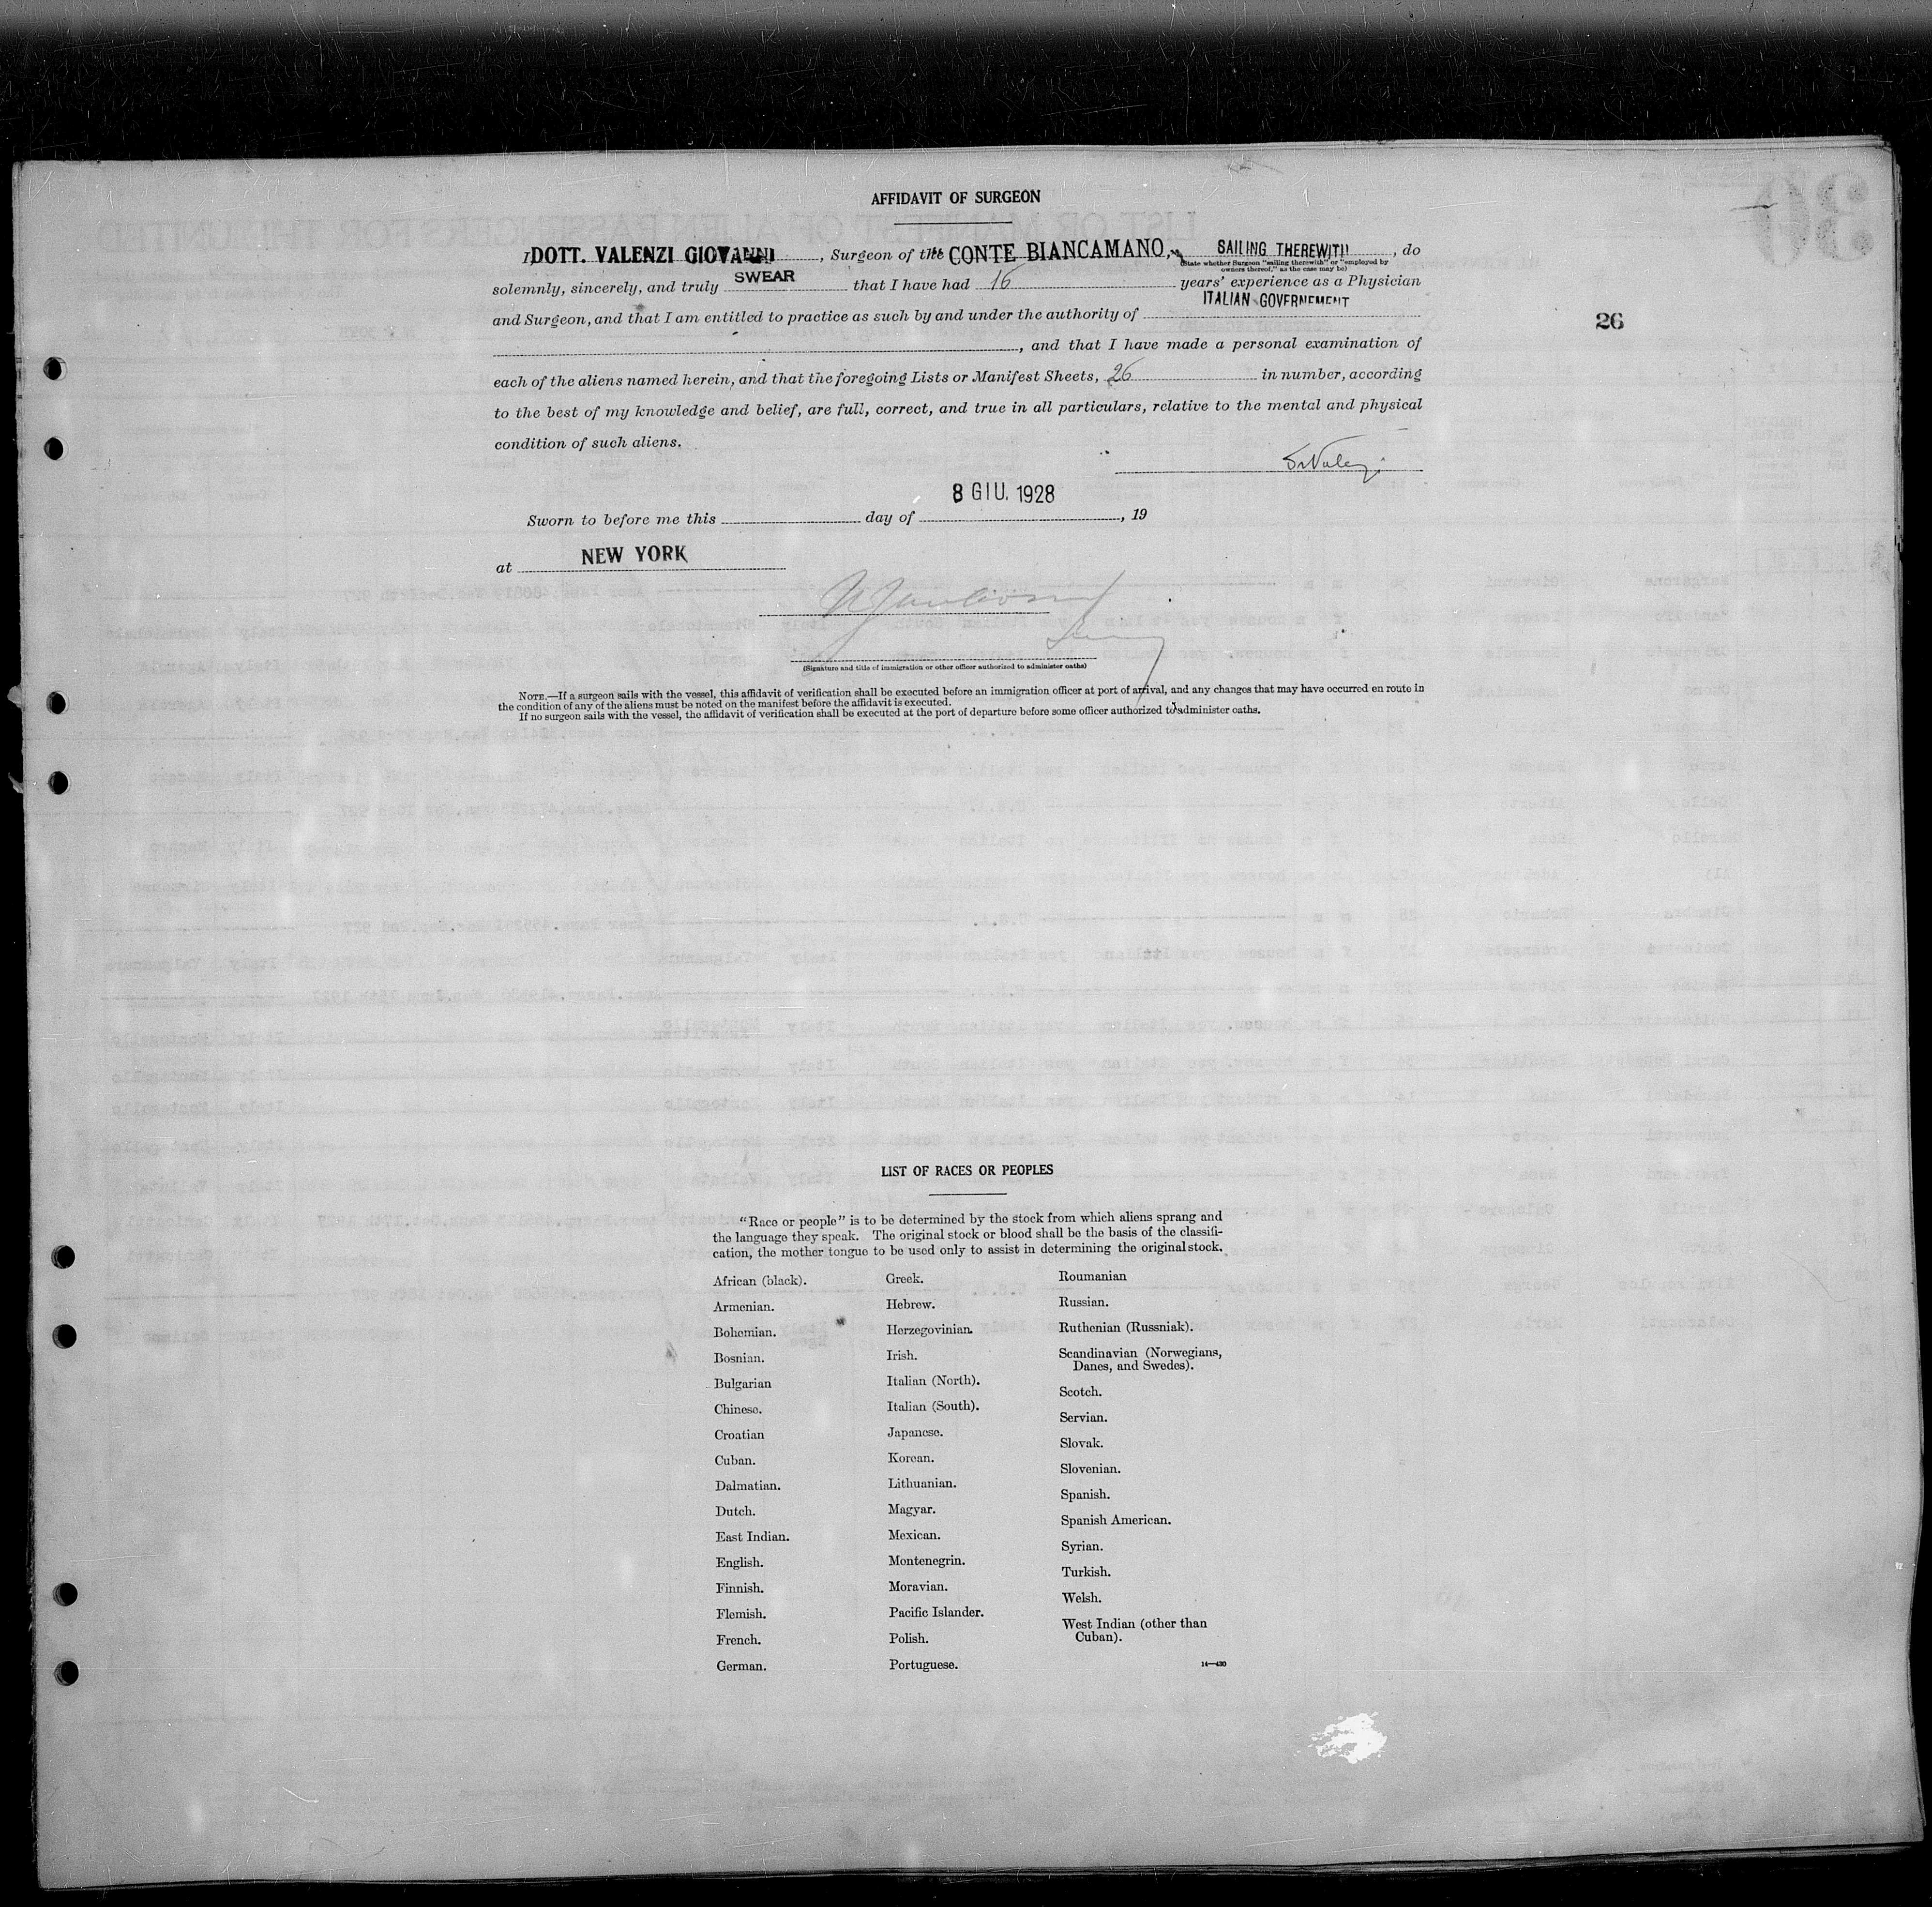 AFFIDAVIT OF SURGEON
I DOTT. VALENZI GIOVANNI, Surgeon of the CONTE BIANCAMANO, SAILING THEREWITH, do
(State whether Surgeon "sailing therewith" or "employed by
owners thereof," as the case may be)
solemnly, sincerely, and truly SWEAR that I have had 16 years' experience as a Physician
and Surgeon, and that I am entitled to practice as such by and under the authority of ITALIAN GOVERNEMENT
26
, and that I have made a personal examination of
each of the aliens named herein, and that the foregoing Lists or Manifest Sheets, 26 in number, according
to the best of my knowledge and belief, are full, correct, and true in all particulars, relative to the mental and physical
condition of such aliens.
8 GIU. 1928
Sworn to before me this day of , 19
at NEW YORK
(Signature and title of immigration or other officer authorized to administer oaths)
NOTE.—If a surgeon sails with the vessel, this affidavit of verification shall be executed before an immigration officer at port of arrival, and any changes that may have occurred en route in
the condition of any of the aliens must be noted on the manifest before the affidavit is executed.
If no surgeon sails with the vessel, the affidavit of verification shall be executed at the port of departure before some officer authorized to administer oaths.
LIST OF RACES OR PEOPLES
"Race or people" is to be determined by the stock from which aliens sprang and
the language they speak. The original stock or blood shall be the basis of the classifi-
cation, the mother tongue to be used only to assist in determining the original stock.
African (black).
Armenian.
Bohemian.
Bosnian.
Bulgarian
Chinese.
Croatian
Cuban.
Dalmatian.
Dutch.
East Indian.
English.
Finnish.
Flemish.
French.
German.
Greek.
Hebrew.
Herzegovinian.
Irish.
Italian (North).
Italian (South).
Japanese.
Korean.
Lithuanian.
Magyar.
Mexican.
Montenegrin.
Moravian.
Pacific Islander.
Polish.
Portuguese.
Roumanian
Russian.
Ruthenian (Russniak).
Scandinavian (Norwegians,
Danes, and Swedes).
Scotch.
Servian.
Slovak.
Slovenian.
Spanish.
Spanish American.
Syrian.
Turkish.
Welsh.
West Indian (other than
Cuban).
14—430